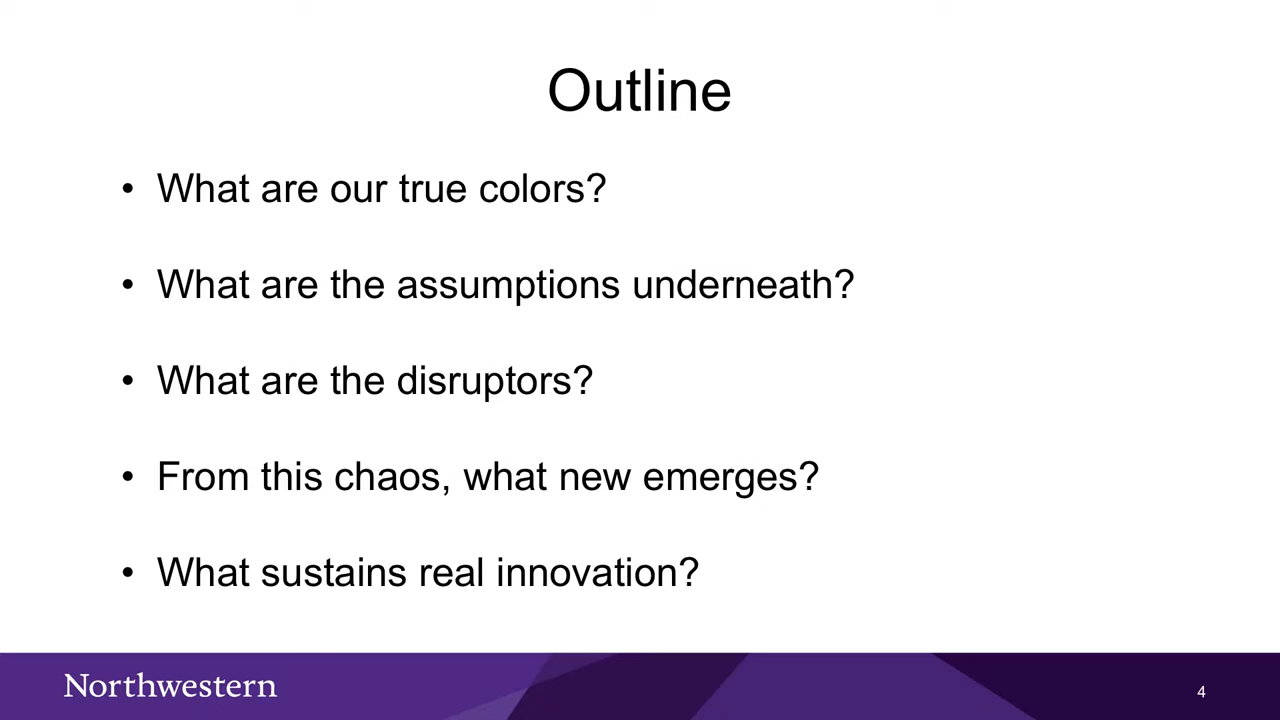 Outline
• What are our true colors?
• What are the assumptions underneath?
• What are the disruptors?
• From this chaos, what new emerges?
• What sustains real innovation?
Northwestern
4